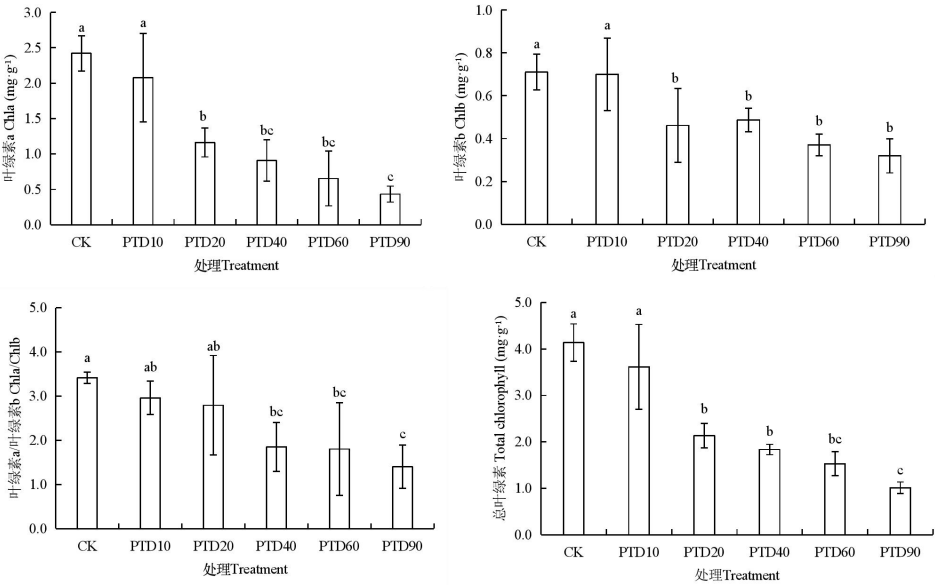 叶绿素a Chla (mg·g⁻¹)
3.0
2.5
2.0
1.5
1.0
0.5
0.0
a
a
b
bc
bc
c
CK PTD10 PTD20 PTD40 PTD60 PTD90
处理Treatment
叶绿素b Chlb (mg·g⁻¹)
1.0
0.8
0.6
0.4
0.2
0.0
a
a
b
b
b
b
CK PTD10 PTD20 PTD40 PTD60 PTD90
处理Treatment
叶绿素a/叶绿素b Chla/Chlb
5.0
4.0
3.0
2.0
1.0
0.0
a
ab
ab
bc
bc
c
CK PTD10 PTD20 PTD40 PTD60 PTD90
处理Treatment
总叶绿素 Total chlorophyll (mg·g⁻¹)
5.0
4.0
3.0
2.0
1.0
0.0
a
a
b
b
bc
c
CK PTD10 PTD20 PTD40 PTD60 PTD90
处理Treatment